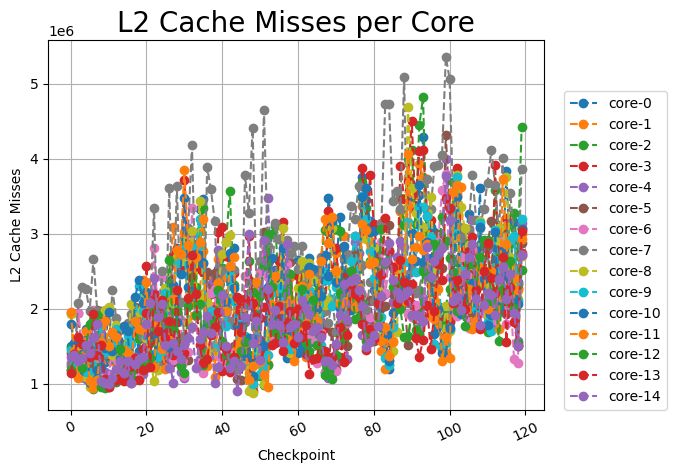 L2 Cache Misses per Core
1e6
5
4
3
2
1
L2 Cache Misses
0
20
40
60
80
100
120
Checkpoint
core-0
core-1
core-2
core-3
core-4
core-5
core-6
core-7
core-8
core-9
core-10
core-11
core-12
core-13
core-14